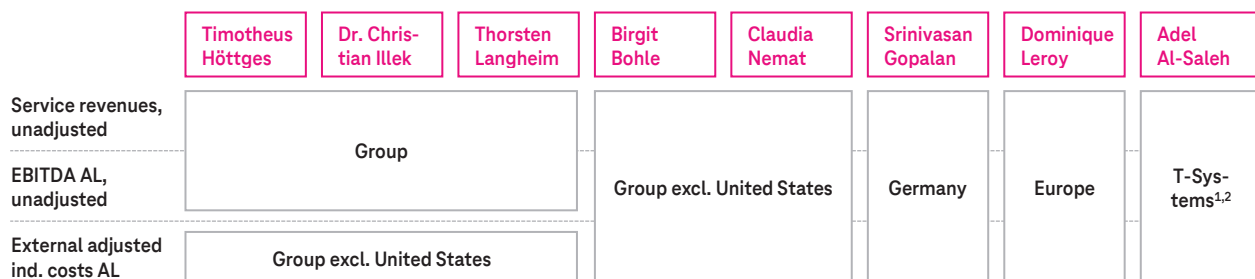 Timotheus
Höttges
Dr. Chris-
tian Illek
Thorsten
Langheim
Birgit
Bohle
Claudia
Nemat
Srinivasan
Gopalan
Dominique
Leroy
Adel
Al-Saleh
Service revenues,
unadjusted
Group
EBITDA AL,
unadjusted
Group excl. United States
Germany
Europe
T-Sys-
tems1,2
External adjusted
ind. costs AL
Group excl. United States